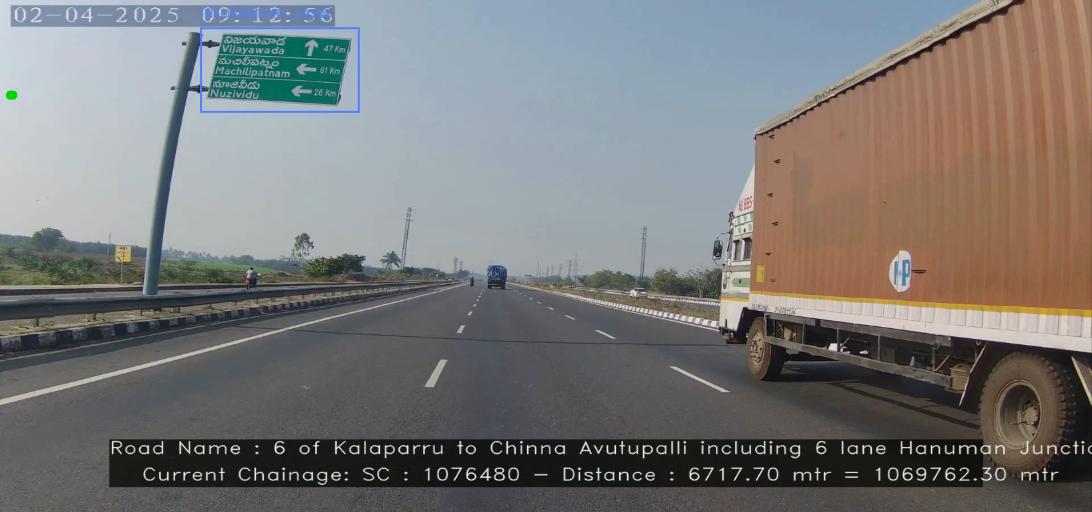 02-04-2025 09:12:56
విజయవాడ
Vijayawada 47 Km
మచిలీపట్నం
Machilipatnam 61 Km
నూజివీడు
Nuzividu 26 Km
Road Name : 6 of Kalaparru to Chinna Avutupalli including 6 lane Hanuman Junctio
Current Chainage: SC : 1076480 - Distance : 6717.70 mtr = 1069762.30 mtr